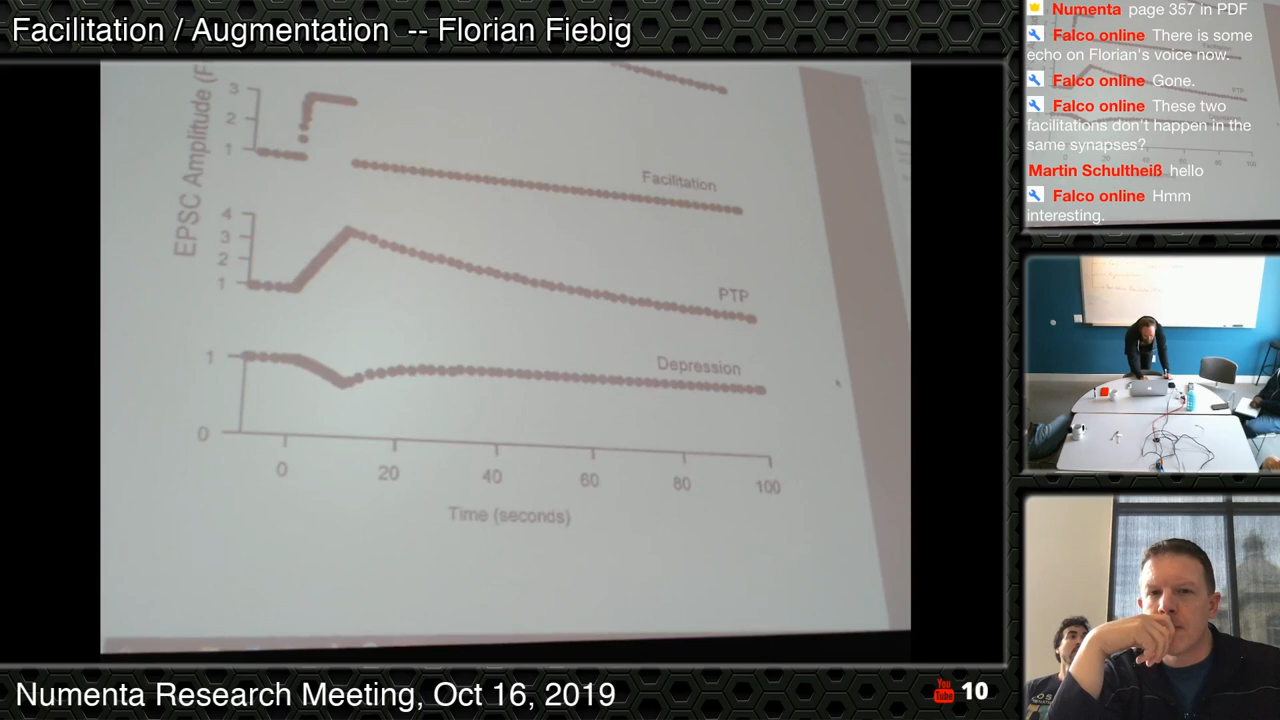 Facilitation / Augmentation -- Florian Fiebig
EPSC Amplitude (F
3
2
1
Facilitation
4
3
2
1
PTP
1
Depression
0
0
20
40
60
80
100
Time (seconds)
Numenta page 357 in PDF
Falco online There is some
echo on Florian's voice now.
Falco online Gone.
Falco online These two
facilitations don't happen in the
same synapses?
Martin Schultheiß hello
Falco online Hmm
interesting.
Numenta Research Meeting, Oct 16, 2019
You
Tube
10